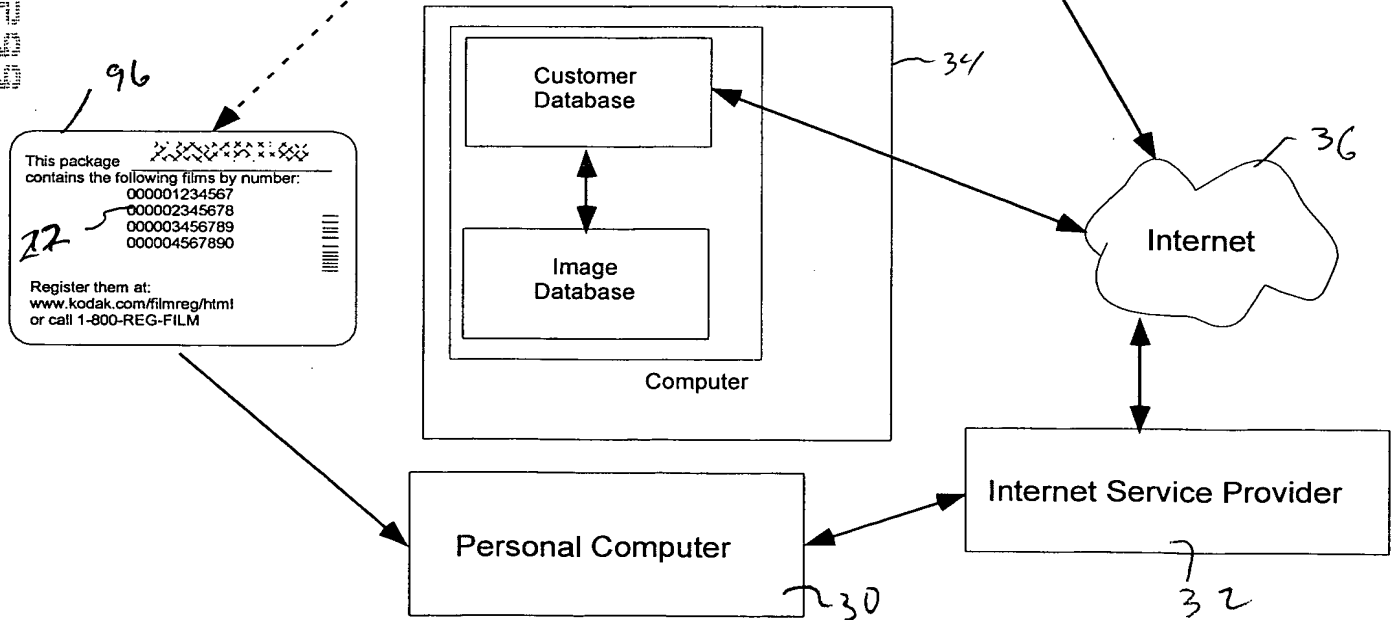 96
This package
contains the following films by number:
000001234567
000002345678
000003456789
000004567890
22
Register them at:
www.kodak.com/filmreg/html
or call 1-800-REG-FILM
Customer
Database
Image
Database
Computer
34
36
Internet
Internet Service Provider
32
Personal Computer
30